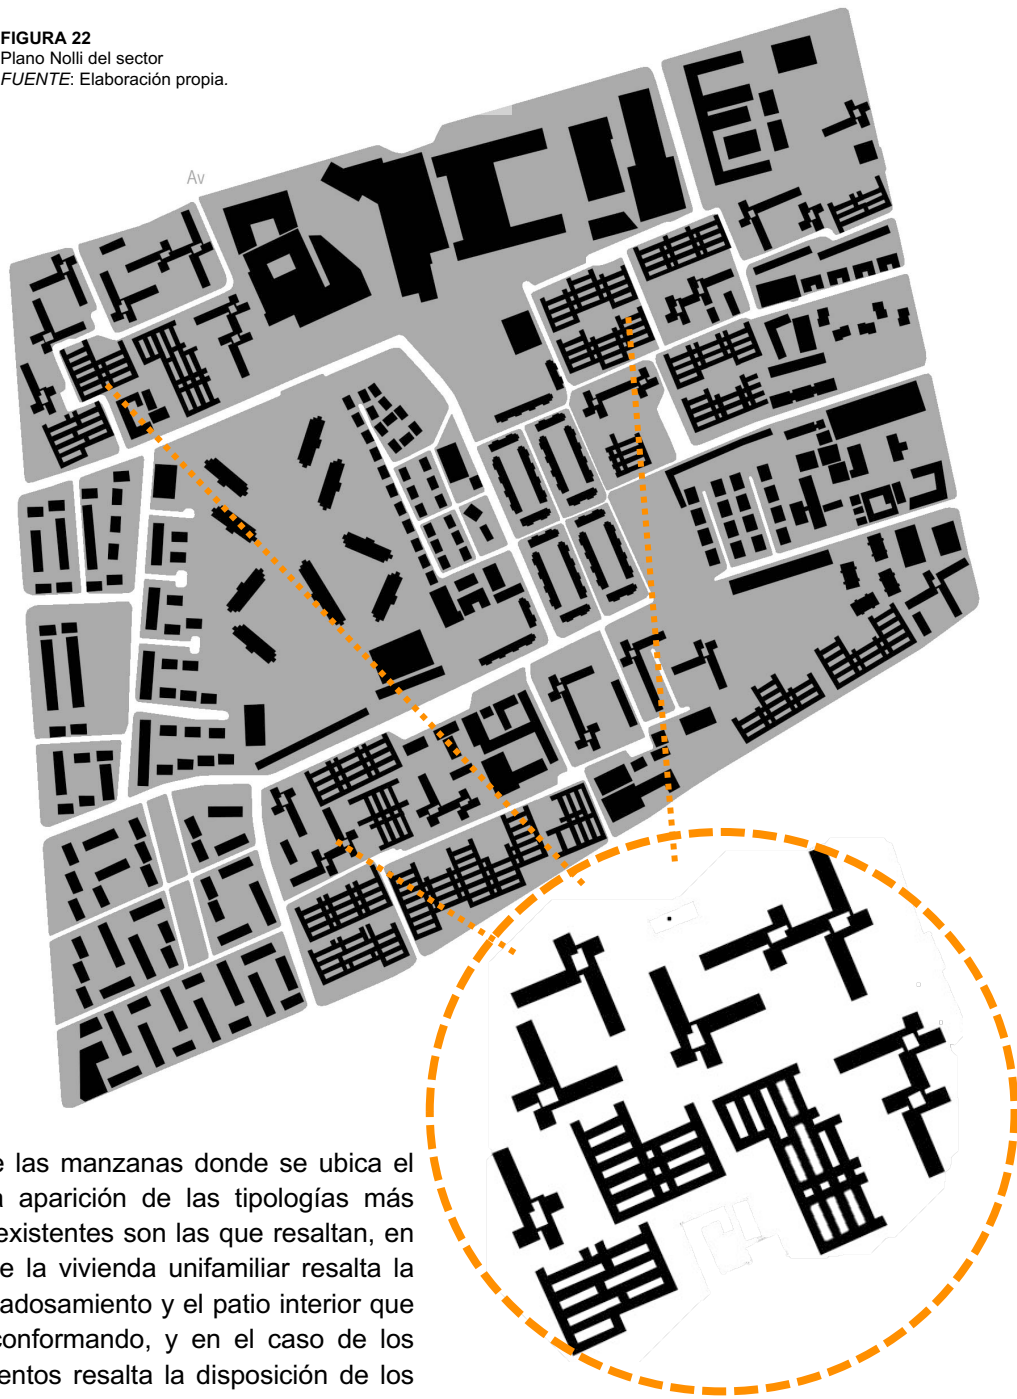 FIGURA 22
Plano Nolli del sector
FUENTE: Elaboración propia.
Av
las manzanas donde se ubica el
aparición de las tipologías más
existentes son las que resaltan, en
la vivienda unifamiliar resalta la
adosamiento y el patio interior que
conformando, y en el caso de los
resalta la disposición de los